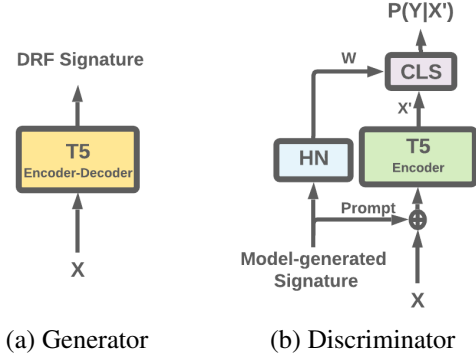 DRF Signature
T5
Encoder-Decoder
X
(a) Generator
P(Y|X')
W
CLS
X'
HN
T5
Encoder
Prompt
Model-generated
Signature
X
(b) Discriminator